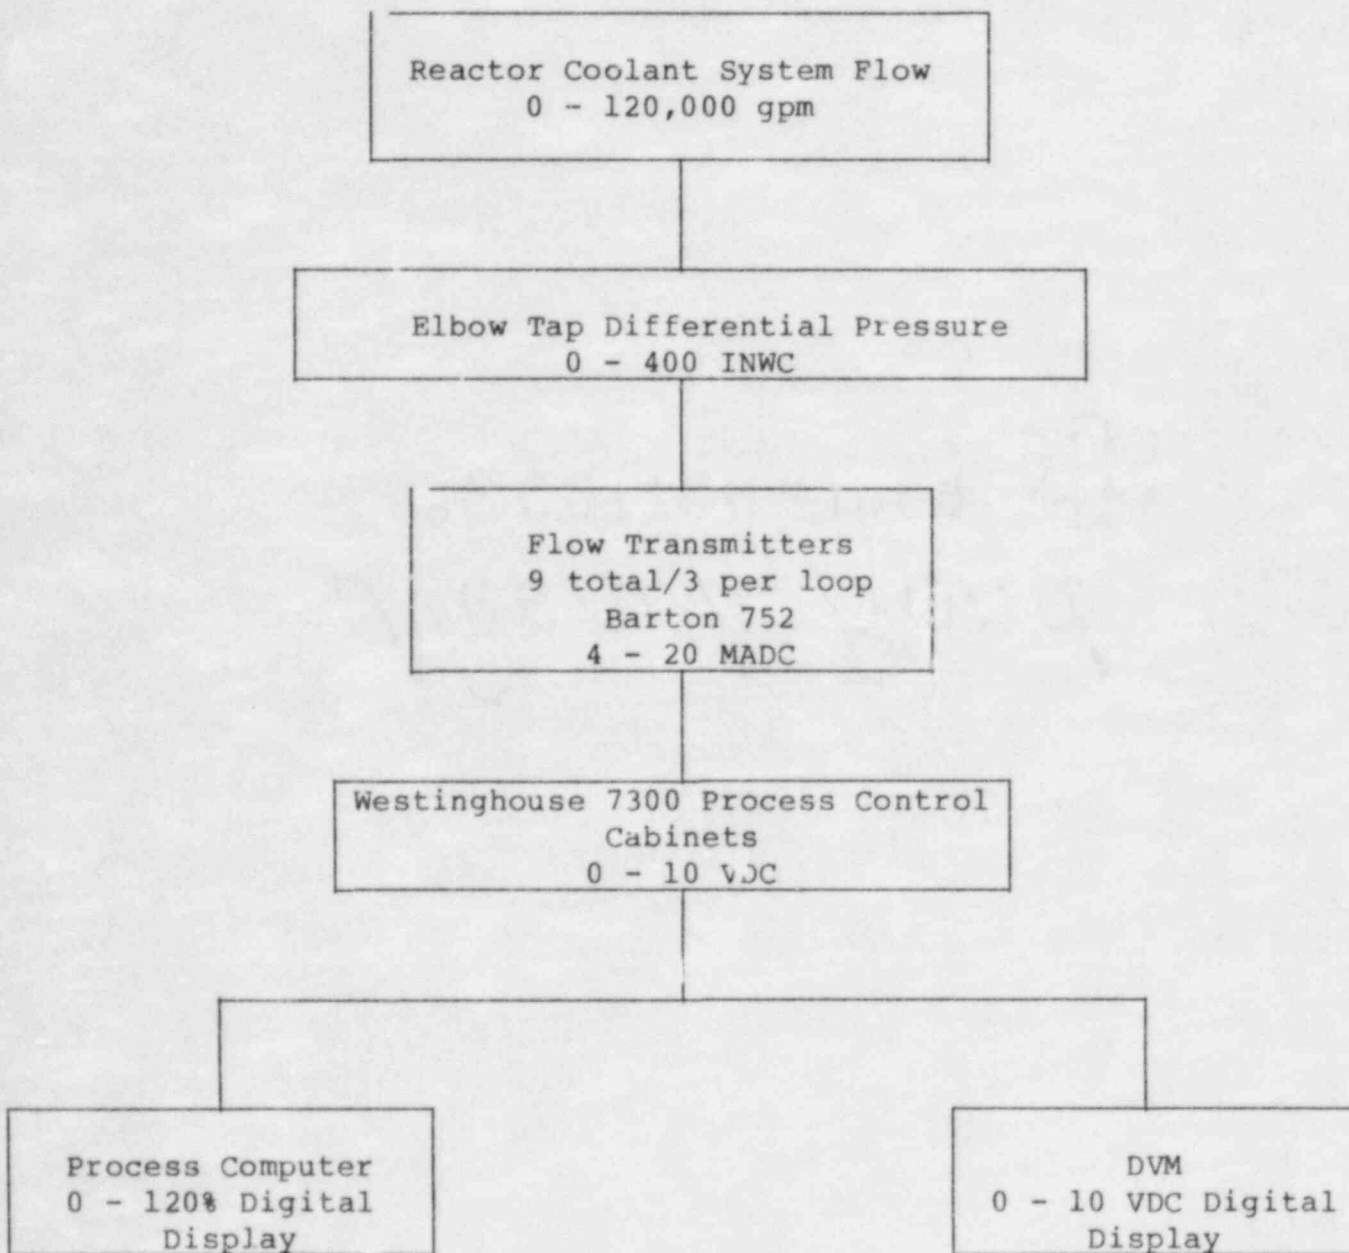 Reactor Coolant System Flow
0 - 120,000 gpm
Elbow Tap Differential Pressure
0 - 400 INWC
Flow Transmitters
9 total/3 per loop
Barton 752
4 - 20 MADC
Westinghouse 7300 Process Control
Cabinets
0 - 10 VDC
Process Computer
0 - 120% Digital
Display
DVM
0 - 10 VDC Digital
Display